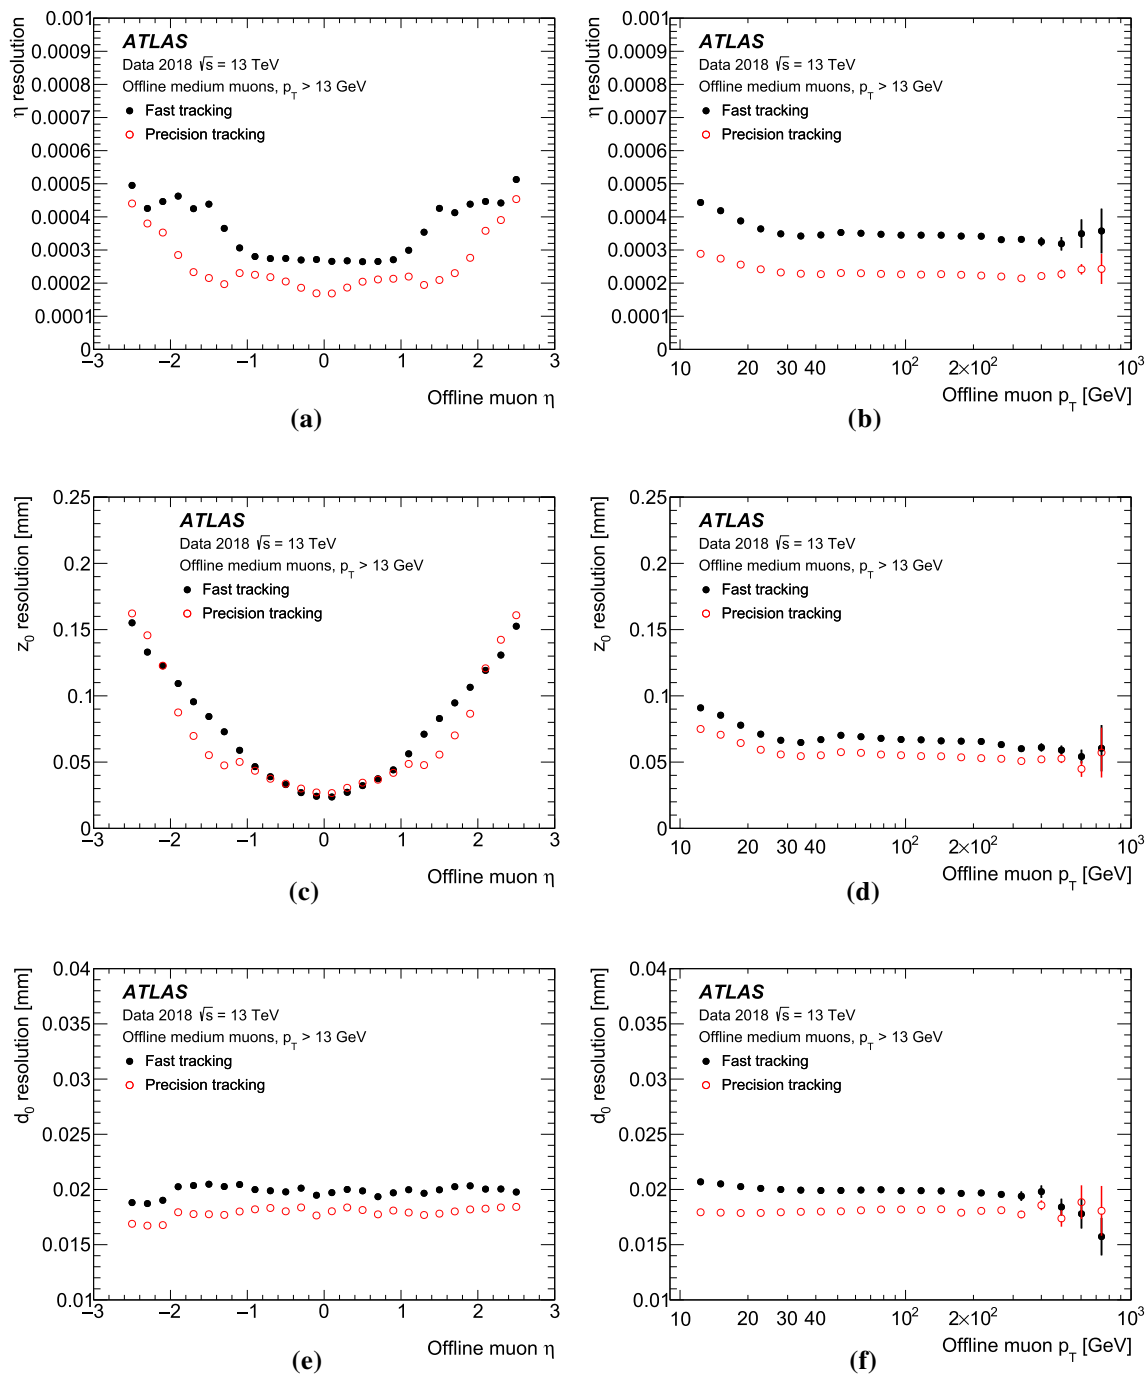 η resolution
0.001
0.0009
0.0008
0.0007
0.0006
0.0005
0.0004
0.0003
0.0002
0.0001
0
ATLAS
Data 2018 √s = 13 TeV
Offline medium muons, p_T > 13 GeV
Fast tracking
Precision tracking
−3 −2 −1 0 1 2 3
Offline muon η
(a)
η resolution
0.001
0.0009
0.0008
0.0007
0.0006
0.0005
0.0004
0.0003
0.0002
0.0001
0
ATLAS
Data 2018 √s = 13 TeV
Offline medium muons, p_T > 13 GeV
Fast tracking
Precision tracking
10 20 30 40 10² 2×10² 10³
Offline muon p_T [GeV]
(b)
z₀ resolution [mm]
0.25
0.2
0.15
0.1
0.05
0
ATLAS
Data 2018 √s = 13 TeV
Offline medium muons, p_T > 13 GeV
Fast tracking
Precision tracking
−3 −2 −1 0 1 2 3
Offline muon η
(c)
z₀ resolution [mm]
0.25
0.2
0.15
0.1
0.05
0
ATLAS
Data 2018 √s = 13 TeV
Offline medium muons, p_T > 13 GeV
Fast tracking
Precision tracking
10 20 30 40 10² 2×10² 10³
Offline muon p_T [GeV]
(d)
d₀ resolution [mm]
0.04
0.035
0.03
0.025
0.02
0.015
0.01
ATLAS
Data 2018 √s = 13 TeV
Offline medium muons, p_T > 13 GeV
Fast tracking
Precision tracking
−3 −2 −1 0 1 2 3
Offline muon η
(e)
d₀ resolution [mm]
0.04
0.035
0.03
0.025
0.02
0.015
0.01
ATLAS
Data 2018 √s = 13 TeV
Offline medium muons, p_T > 13 GeV
Fast tracking
Precision tracking
10 20 30 40 10² 2×10² 10³
Offline muon p_T [GeV]
(f)